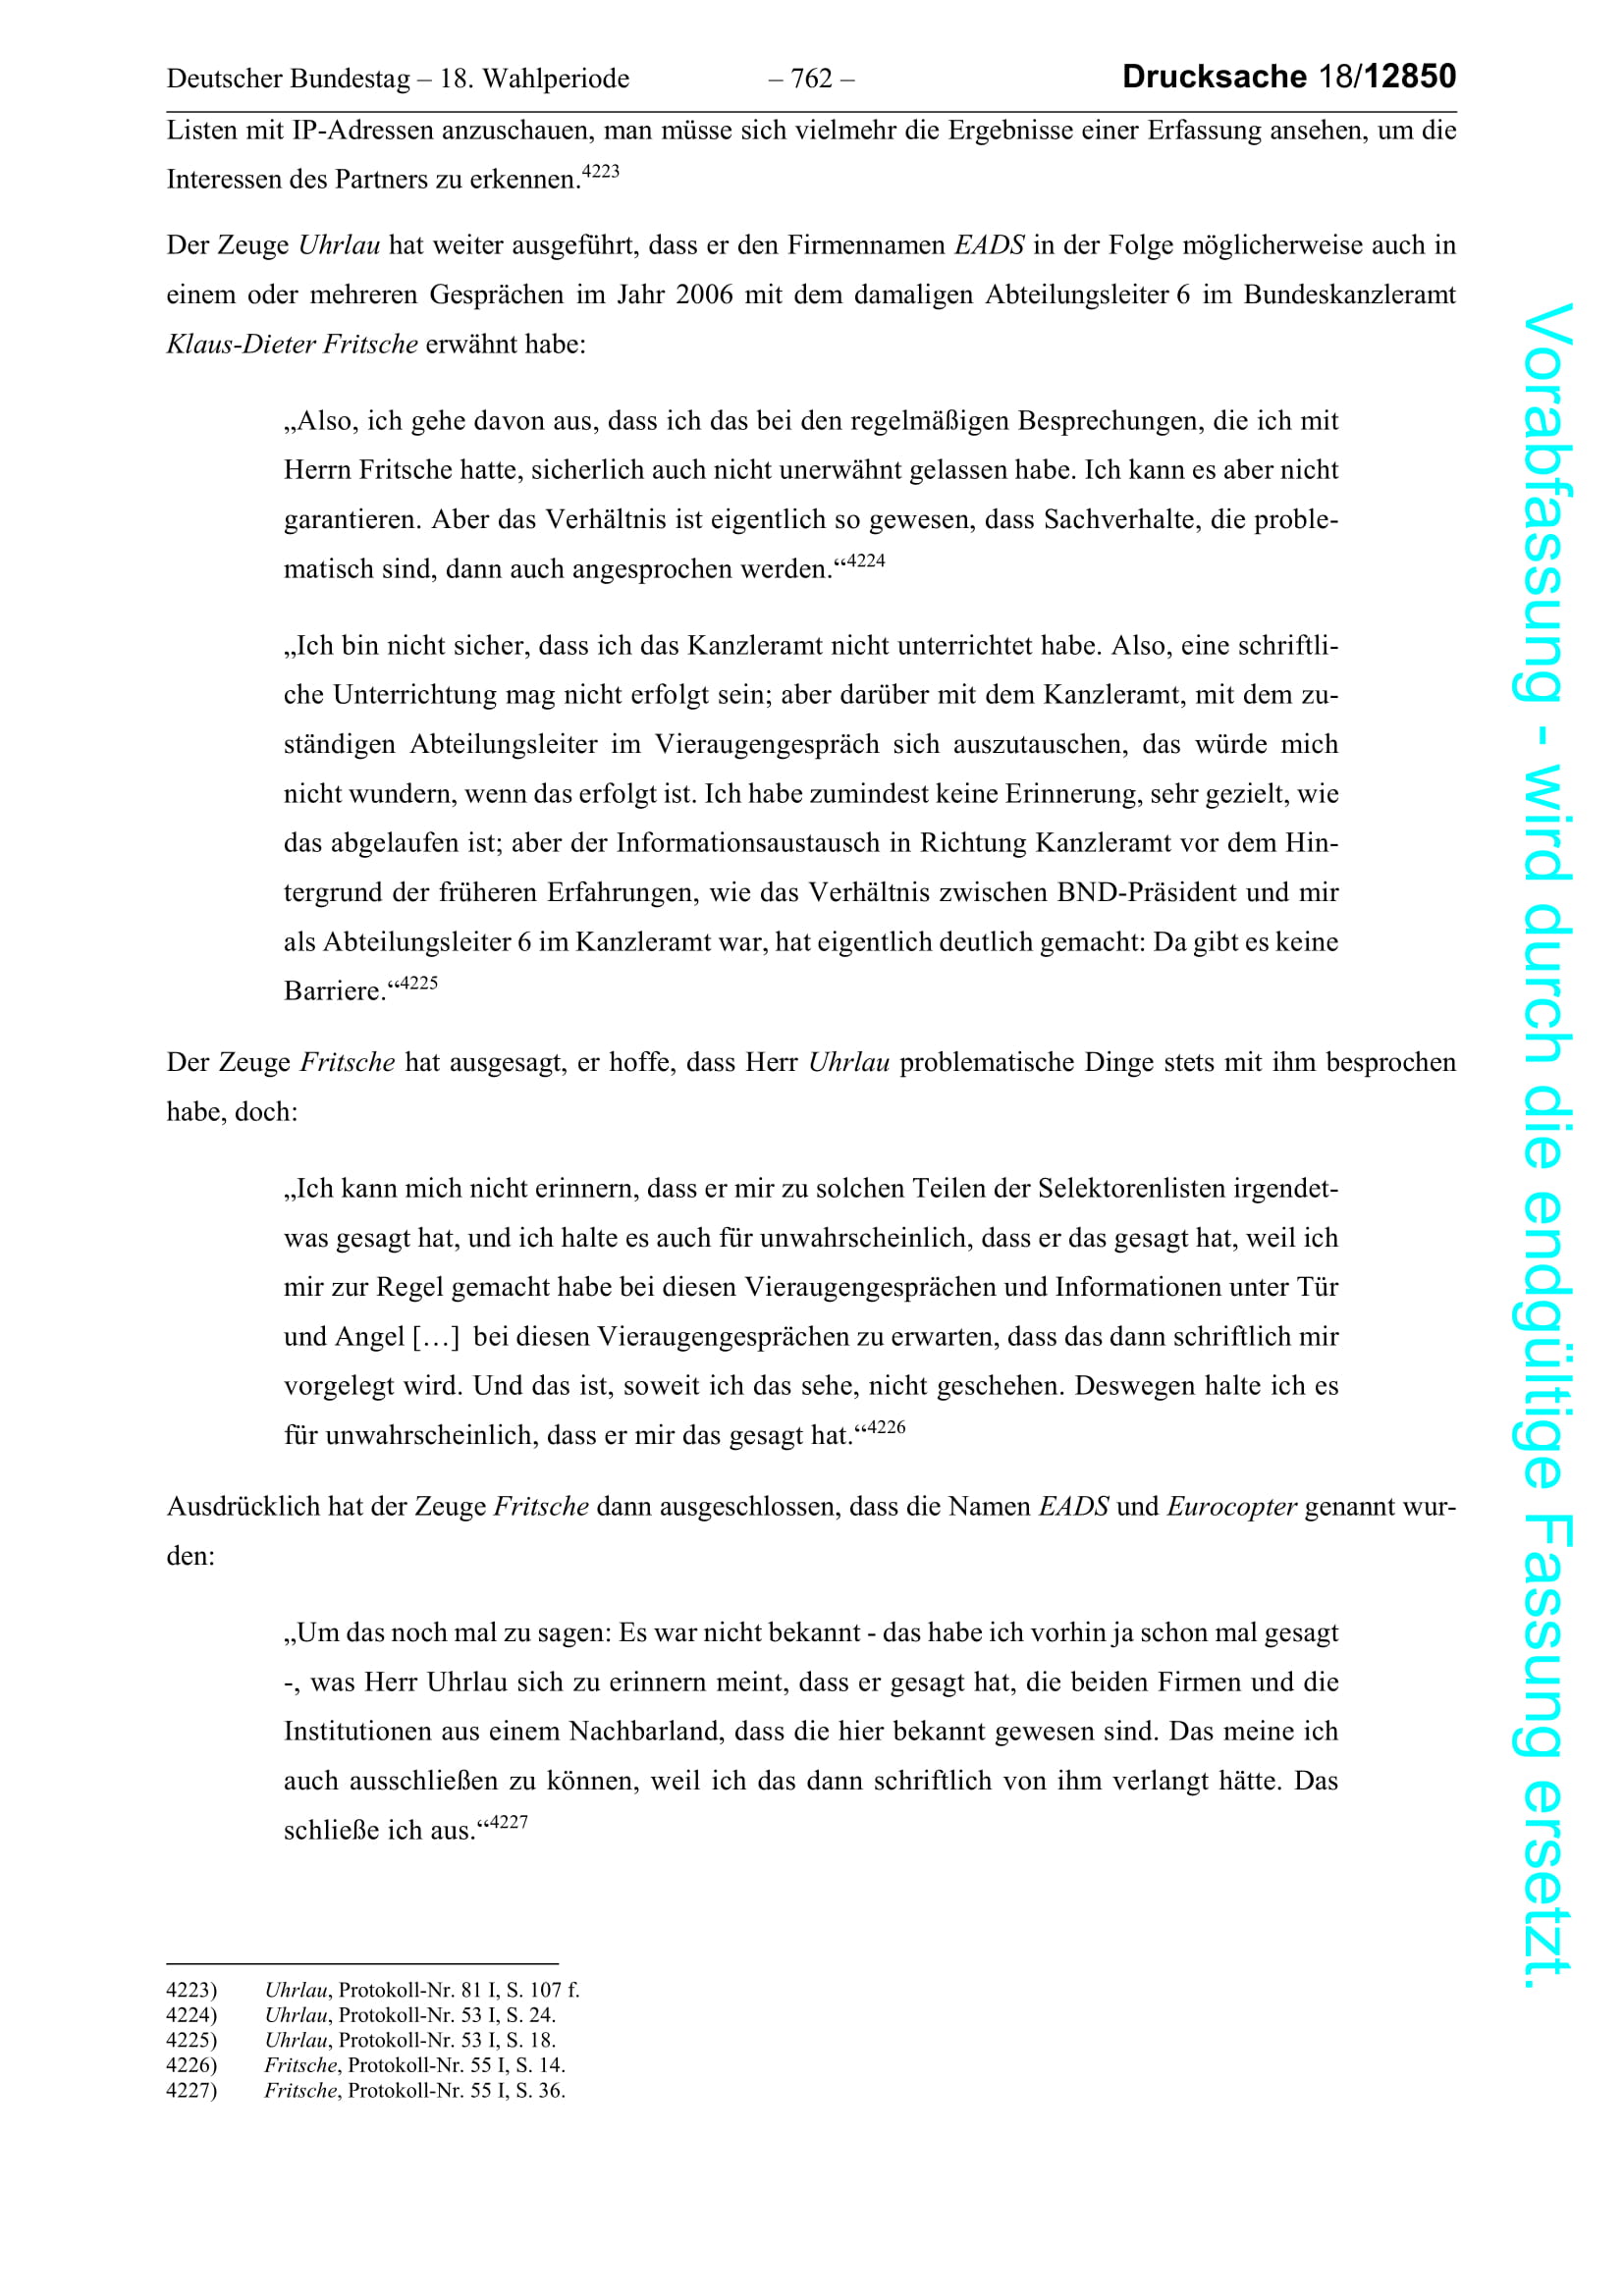 Deutscher Bundestag – 18. Wahlperiode – 762 – Drucksache 18/12850
Listen mit IP-Adressen anzuschauen, man müsse sich vielmehr die Ergebnisse einer Erfassung ansehen, um die
Interessen des Partners zu erkennen.4223
Der Zeuge Uhrlau hat weiter ausgeführt, dass er den Firmennamen EADS in der Folge möglicherweise auch in
einem oder mehreren Gesprächen im Jahr 2006 mit dem damaligen Abteilungsleiter 6 im Bundeskanzleramt
Klaus-Dieter Fritsche erwähnt habe:
„Also, ich gehe davon aus, dass ich das bei den regelmäßigen Besprechungen, die ich mit
Herrn Fritsche hatte, sicherlich auch nicht unerwähnt gelassen habe. Ich kann es aber nicht
garantieren. Aber das Verhältnis ist eigentlich so gewesen, dass Sachverhalte, die proble-
matisch sind, dann auch angesprochen werden.“4224
„Ich bin nicht sicher, dass ich das Kanzleramt nicht unterrichtet habe. Also, eine schriftli-
che Unterrichtung mag nicht erfolgt sein; aber darüber mit dem Kanzleramt, mit dem zu-
ständigen Abteilungsleiter im Vieraugengespräch sich auszutauschen, das würde mich
nicht wundern, wenn das erfolgt ist. Ich habe zumindest keine Erinnerung, sehr gezielt, wie
das abgelaufen ist; aber der Informationsaustausch in Richtung Kanzleramt vor dem Hin-
tergrund der früheren Erfahrungen, wie das Verhältnis zwischen BND-Präsident und mir
als Abteilungsleiter 6 im Kanzleramt war, hat eigentlich deutlich gemacht: Da gibt es keine
Barriere.“4225
Der Zeuge Fritsche hat ausgesagt, er hoffe, dass Herr Uhrlau problematische Dinge stets mit ihm besprochen
habe, doch:
„Ich kann mich nicht erinnern, dass er mir zu solchen Teilen der Selektorenlisten irgendet-
was gesagt hat, und ich halte es auch für unwahrscheinlich, dass er das gesagt hat, weil ich
mir zur Regel gemacht habe bei diesen Vieraugengesprächen und Informationen unter Tür
und Angel […] bei diesen Vieraugengesprächen zu erwarten, dass das dann schriftlich mir
vorgelegt wird. Und das ist, soweit ich das sehe, nicht geschehen. Deswegen halte ich es
für unwahrscheinlich, dass er mir das gesagt hat.“4226
Ausdrücklich hat der Zeuge Fritsche dann ausgeschlossen, dass die Namen EADS und Eurocopter genannt wur-
den:
„Um das noch mal zu sagen: Es war nicht bekannt - das habe ich vorhin ja schon mal gesagt
-, was Herr Uhrlau sich zu erinnern meint, dass er gesagt hat, die beiden Firmen und die
Institutionen aus einem Nachbarland, dass die hier bekannt gewesen sind. Das meine ich
auch ausschließen zu können, weil ich das dann schriftlich von ihm verlangt hätte. Das
schließe ich aus.“4227
4223) Uhrlau, Protokoll-Nr. 81 I, S. 107 f.
4224) Uhrlau, Protokoll-Nr. 53 I, S. 24.
4225) Uhrlau, Protokoll-Nr. 53 I, S. 18.
4226) Fritsche, Protokoll-Nr. 55 I, S. 14.
4227) Fritsche, Protokoll-Nr. 55 I, S. 36.
Vorabfassung - wird durch die endgültige Fassung ersetzt.